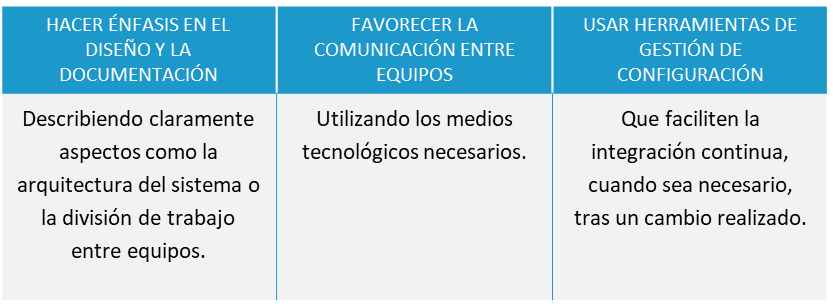 HACER ÉNFASIS EN EL
DISEÑO Y LA
DOCUMENTACIÓN
FAVORECER LA
COMUNICACIÓN ENTRE
EQUIPOS
USAR HERRAMIENTAS DE
GESTIÓN DE
CONFIGURACIÓN
Describiendo claramente
aspectos como la
arquitectura del sistema o
la división de trabajo
entre equipos.
Utilizando los medios
tecnológicos necesarios.
Que faciliten la
integración continua,
cuando sea necesario,
tras un cambio realizado.